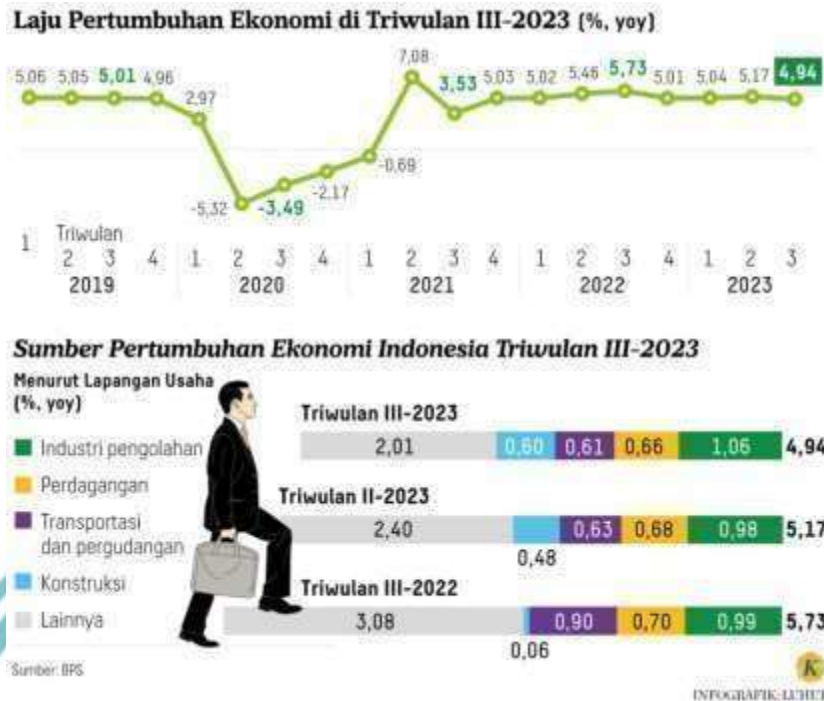 Laju Pertumbuhan Ekonomi di Triwulan III-2023 (%, yoy)
5,06 5,05 5,01 4,96 2,97 -5,32 -3,49 -2,17 -0,69 7,08 3,53 5,03 5,02 5,46 5,73 5,01 5,04 5,17 4,94
Triwulan
1 2 3 4 1 2 3 4 1 2 3 4 1 2 3 4 1 2 3
2019 2020 2021 2022 2023
Sumber Pertumbuhan Ekonomi Indonesia Triwulan III-2023
Menurut Lapangan Usaha
(%, yoy)
Industri pengolahan
Perdagangan
Transportasi
dan pergudangan
Konstruksi
Lainnya
Triwulan III-2023
2,01 0,60 0,61 0,66 1,06 4,94
Triwulan II-2023
2,40 0,63 0,68 0,98 5,17
0,48
Triwulan III-2022
3,08 0,90 0,70 0,99 5,73
0,06
Sumber: BPS
K
INFOGRAFIK: LUHUR